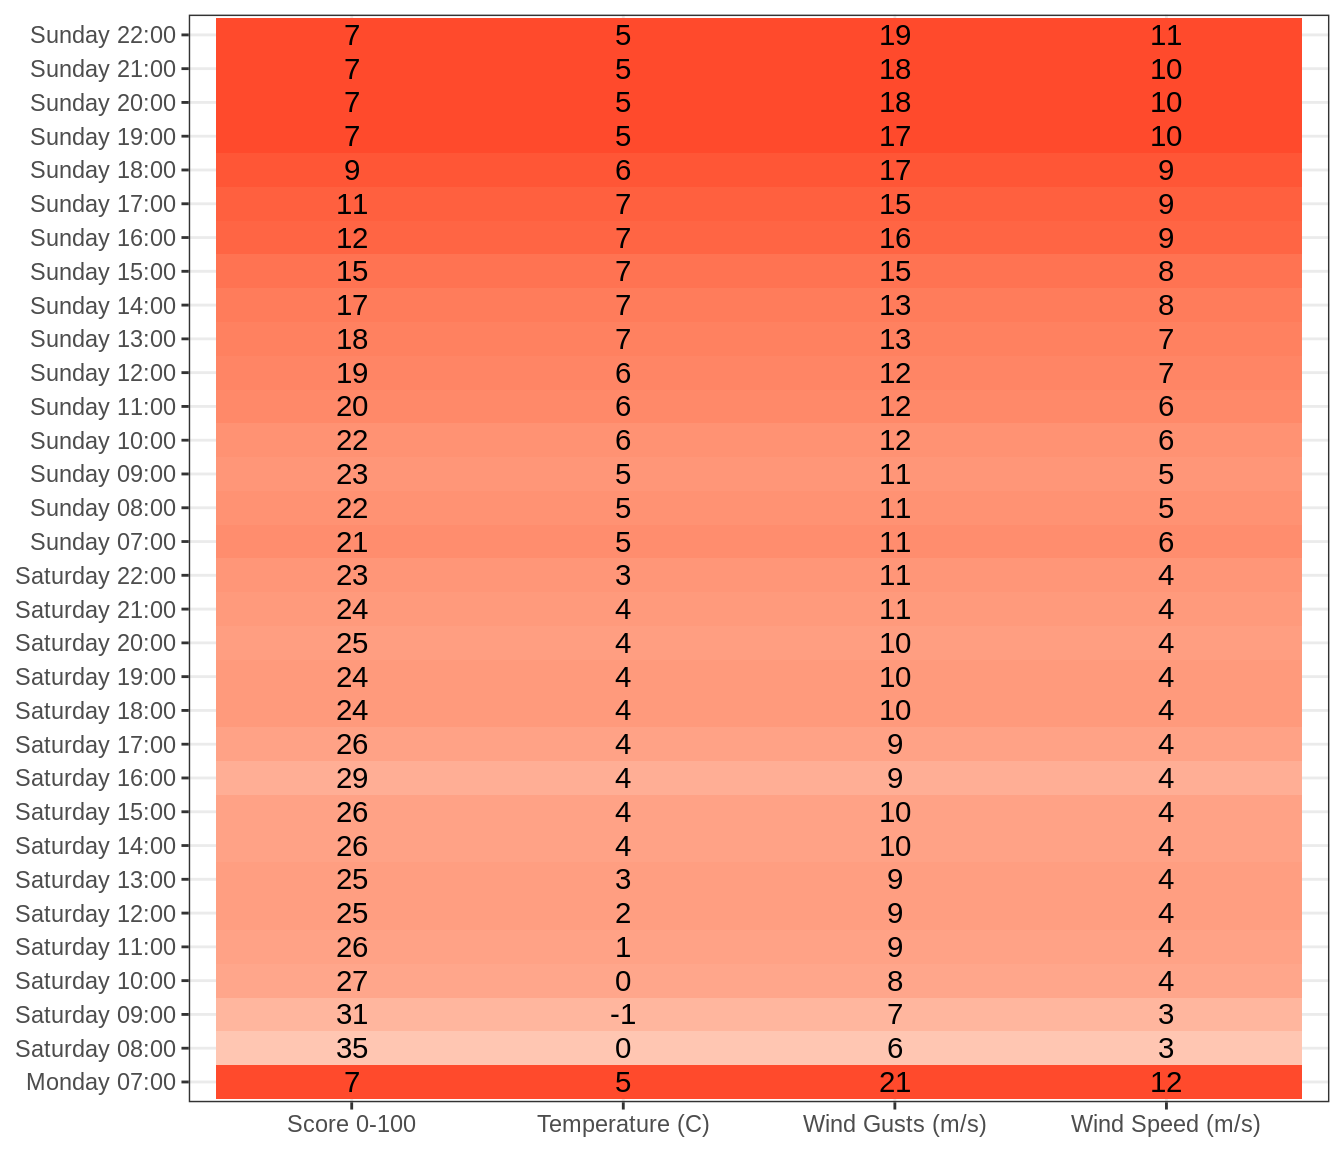 Sunday 22:00 7 5 19 11
Sunday 21:00 7 5 18 10
Sunday 20:00 7 5 18 10
Sunday 19:00 7 5 17 10
Sunday 18:00 9 6 17 9
Sunday 17:00 11 7 15 9
Sunday 16:00 12 7 16 9
Sunday 15:00 15 7 15 8
Sunday 14:00 17 7 13 8
Sunday 13:00 18 7 13 7
Sunday 12:00 19 6 12 7
Sunday 11:00 20 6 12 6
Sunday 10:00 22 6 12 6
Sunday 09:00 23 5 11 5
Sunday 08:00 22 5 11 5
Sunday 07:00 21 5 11 6
Saturday 22:00 23 3 11 4
Saturday 21:00 24 4 11 4
Saturday 20:00 25 4 10 4
Saturday 19:00 24 4 10 4
Saturday 18:00 24 4 10 4
Saturday 17:00 26 4 9 4
Saturday 16:00 29 4 9 4
Saturday 15:00 26 4 10 4
Saturday 14:00 26 4 10 4
Saturday 13:00 25 3 9 4
Saturday 12:00 25 2 9 4
Saturday 11:00 26 1 9 4
Saturday 10:00 27 0 8 4
Saturday 09:00 31 -1 7 3
Saturday 08:00 35 0 6 3
Monday 07:00 7 5 21 12
Score 0-100 Temperature (C) Wind Gusts (m/s) Wind Speed (m/s)